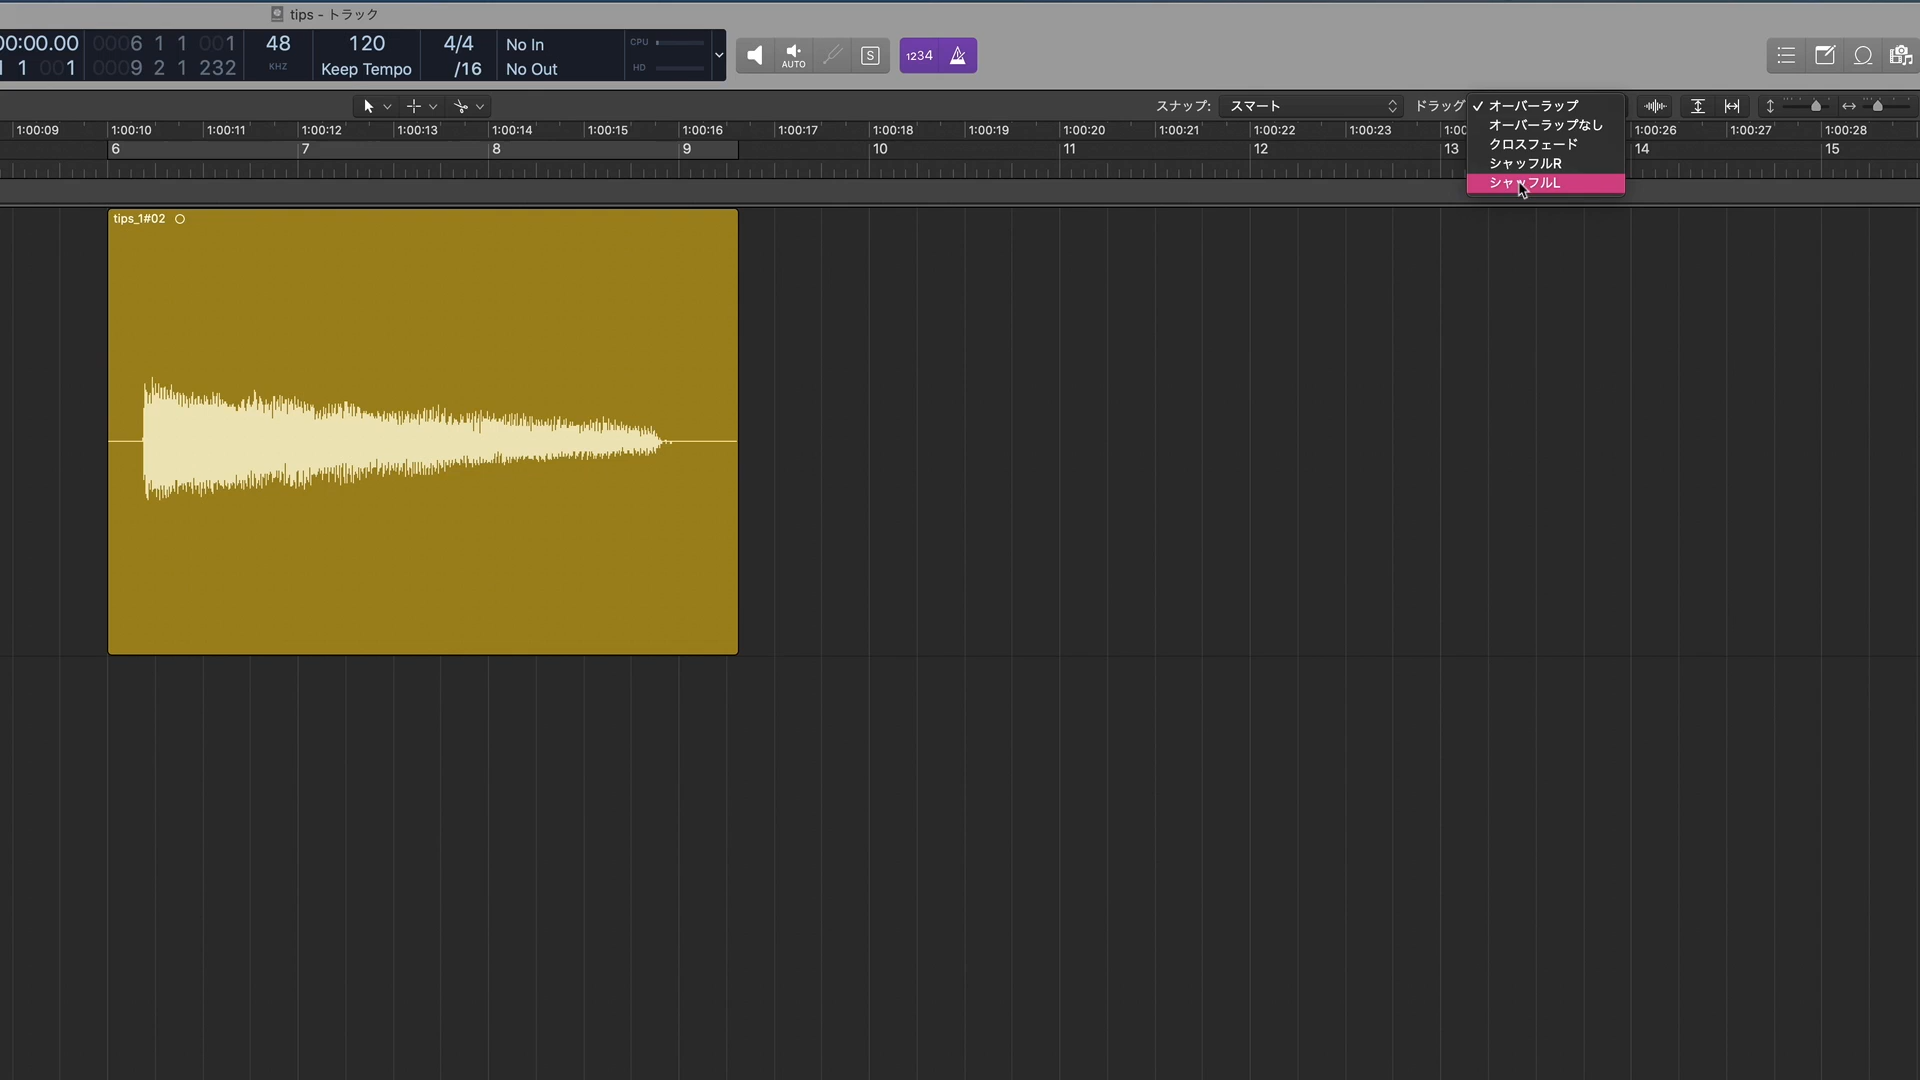 tips - トラック
00:00.00 0006 1 1 001 48 120 4/4 No In CPU
1 1 001 0009 2 1 232 KHZ Keep Tempo /16 No Out HD
AUTO S 1234
スナップ: スマート ドラッグ ✓ オーバーラップ
オーバーラップなし
クロスフェード
シャッフルR
シャッフルL
1:00:09 1:00:10 1:00:11 1:00:12 1:00:13 1:00:14 1:00:15 1:00:16 1:00:17 1:00:18 1:00:19 1:00:20 1:00:21 1:00:22 1:00:23 1:00 1:00:26 1:00:27 1:00:28
6 7 8 9 10 11 12 13 14 15
tips_1#02